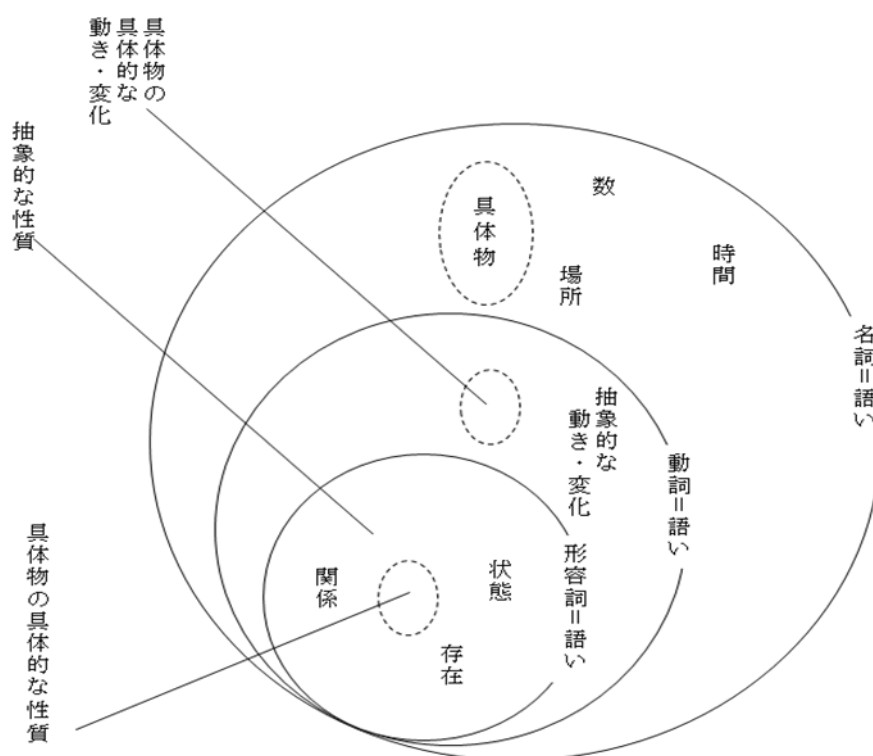 具体物の
具体的な
動き・変化
抽象的な性質
数
具体物
時間
場所
名詞＝語い
抽象的な
動き・変化
動詞＝語い
形容詞＝語い
状態
関係
存在
具体物の具体的な性質